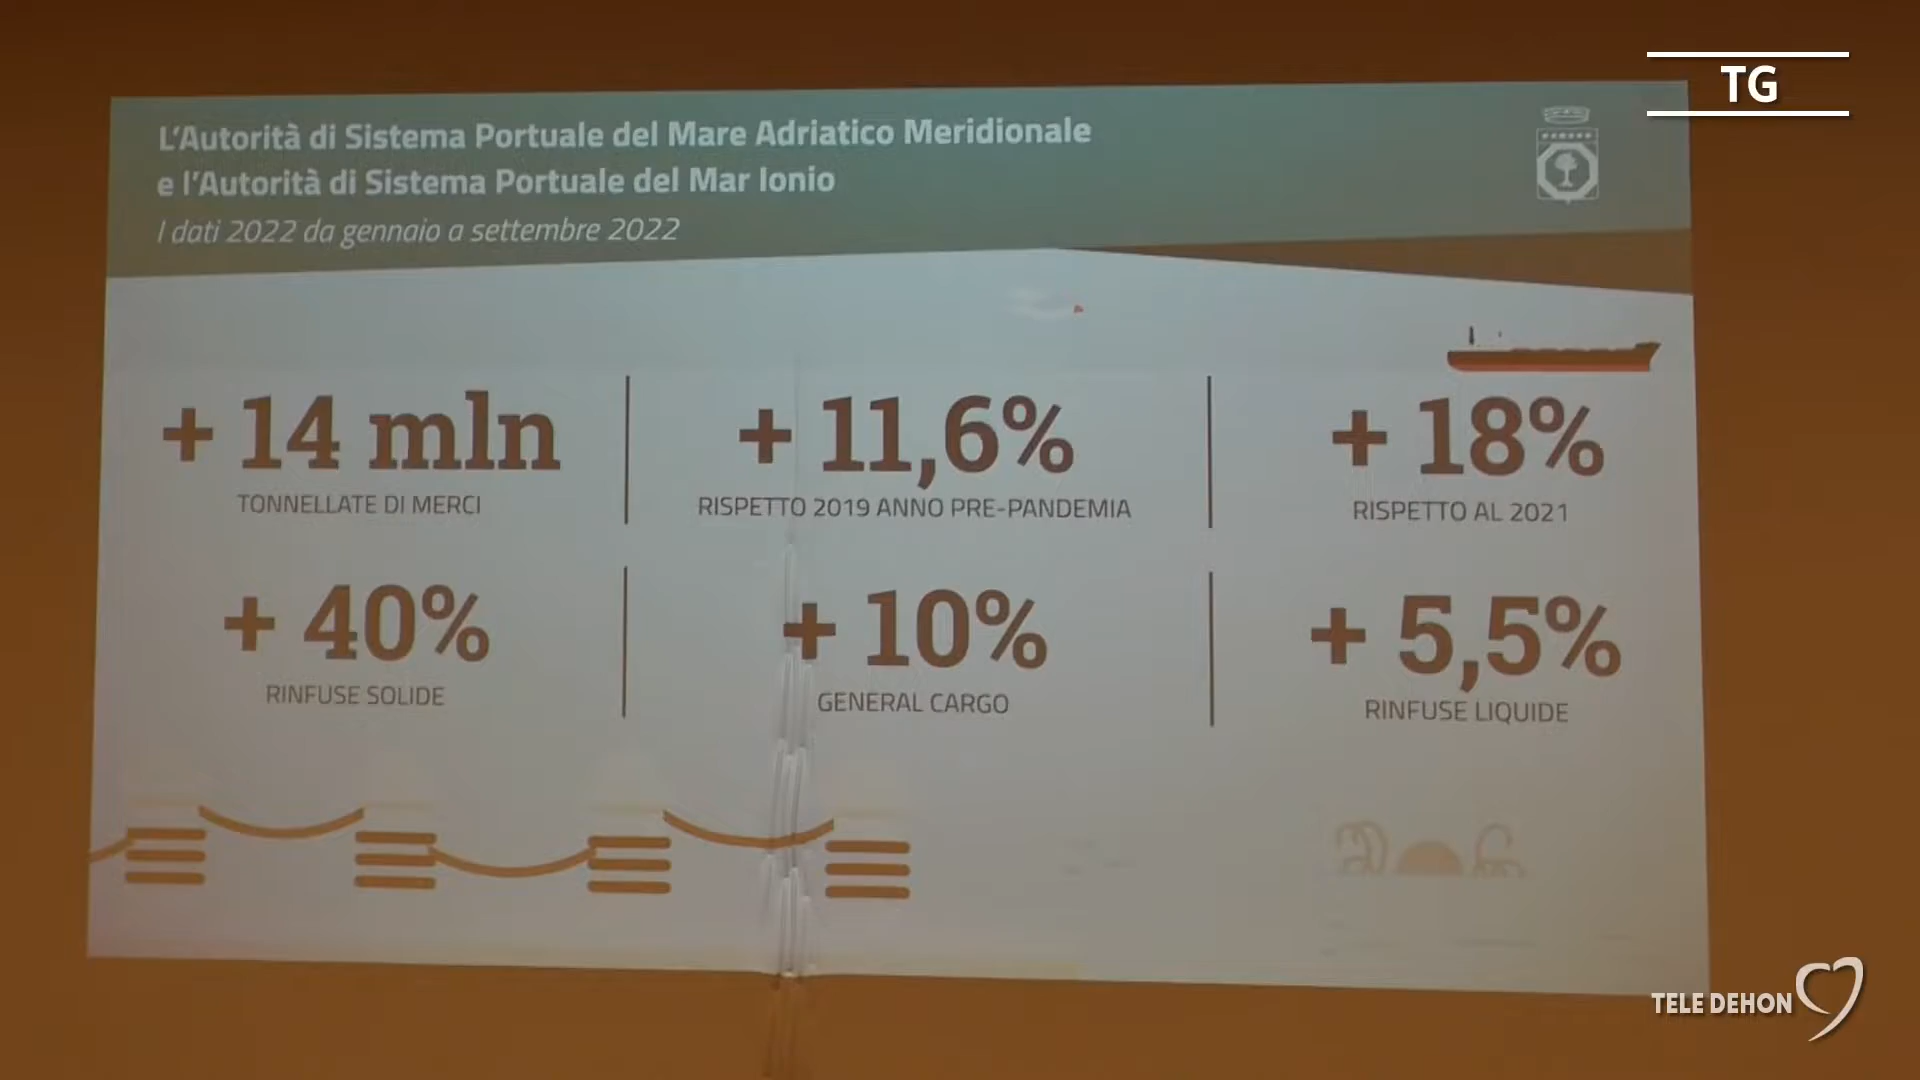 TG
L'Autorità di Sistema Portuale del Mare Adriatico Meridionale
e l'Autorità di Sistema Portuale del Mar Ionio
I dati 2022 da gennaio a settembre 2022
+ 14 mln
TONNELLATE DI MERCI
+ 11,6%
RISPETTO 2019 ANNO PRE-PANDEMIA
+ 18%
RISPETTO AL 2021
+ 40%
RINFUSE SOLIDE
+ 10%
GENERAL CARGO
+ 5,5%
RINFUSE LIQUIDE
TELE DEHON